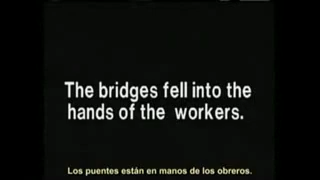 The bridges fell into the
hands of the workers.
Los puentes están en manos de los obreros.